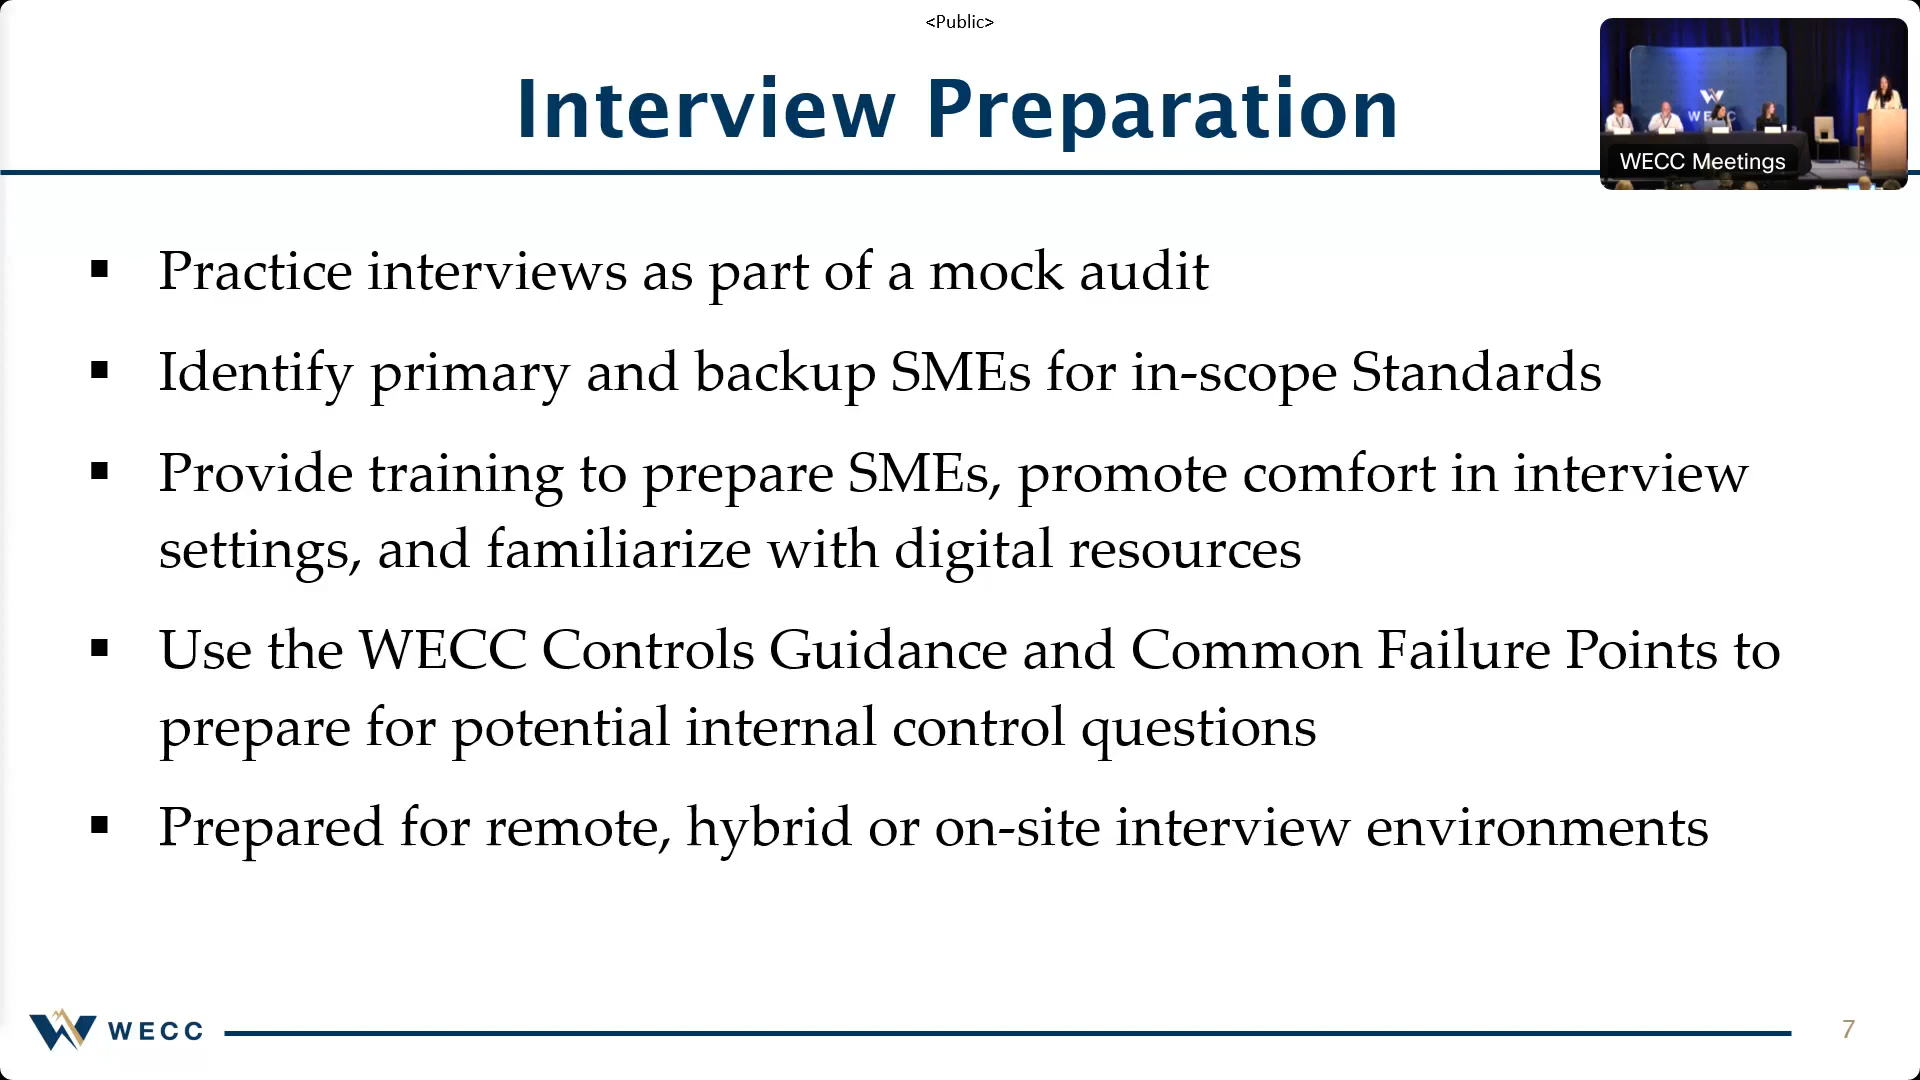 <Public>
Interview Preparation
WECC
WECC Meetings
▪ Practice interviews as part of a mock audit
▪ Identify primary and backup SMEs for in-scope Standards
▪ Provide training to prepare SMEs, promote comfort in interview
settings, and familiarize with digital resources
▪ Use the WECC Controls Guidance and Common Failure Points to
prepare for potential internal control questions
▪ Prepared for remote, hybrid or on-site interview environments
WECC
7